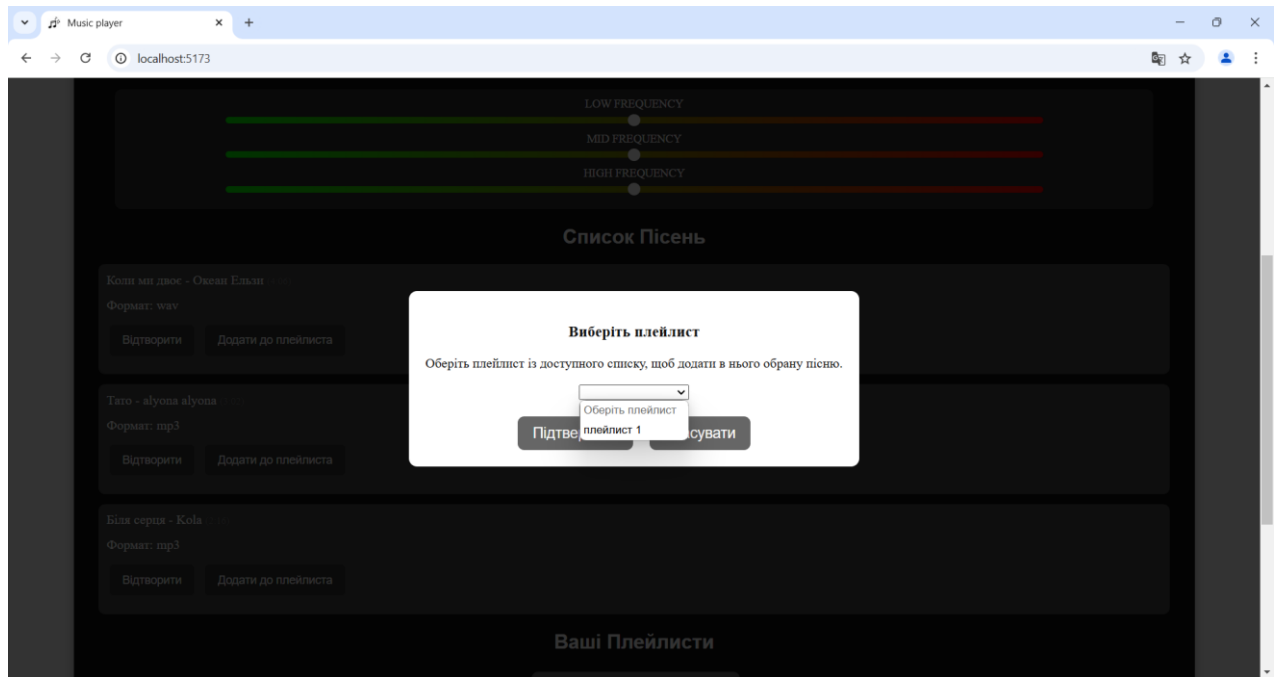 Music player
localhost:5173
LOW FREQUENCY
MID FREQUENCY
HIGH FREQUENCY
Список Пісень
Коли ми двоє - Океан Ельзи
Формат: wav
Відтворити Додати до плейлиста
Виберіть плейлист
Оберіть плейлист із доступного списку, щоб додати в нього обрану пісню.
Оберіть плейлист
плейлист 1
Підтве сувати
Тато - alyona alyona
Формат: mp3
Відтворити Додати до плейлиста
Біля серця - Kola
Формат: mp3
Відтворити Додати до плейлиста
Ваші Плейлисти